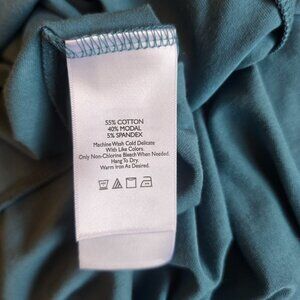 55% COTTON
40% MODAL
5% SPANDEX
Machine Wash Cold Delicate
With Like Colors.
Only Non-Chlorine Bleach When Needed.
Hang To Dry.
Warm Iron As Desired.